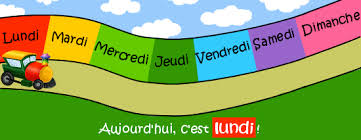 Lundi Mardi Mercredi Jeudi Vendredi Samedi Dimanche
Aujourd'hui, c'est lundi !